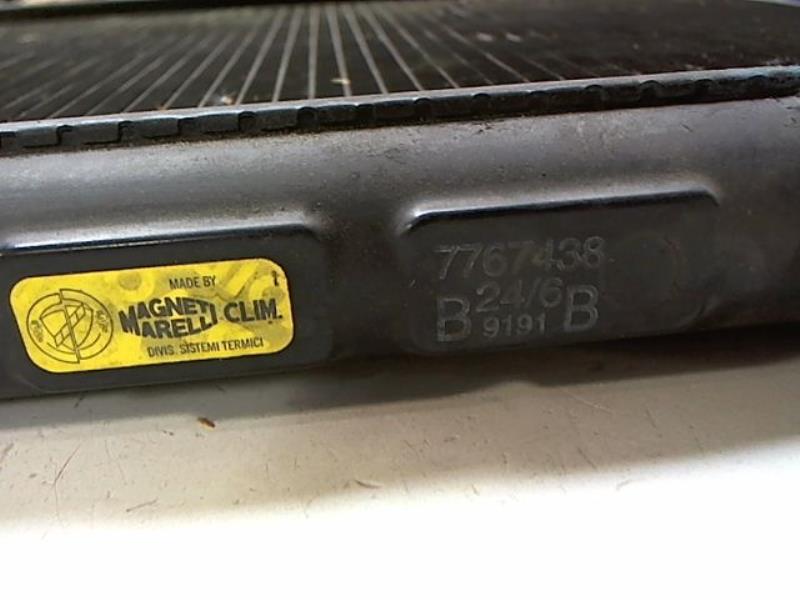 MADE BY
MAGNETI MARELLI CLIM.
DIVIS. SISTEMI TERMICI
7767438
B 24/6 B
9191